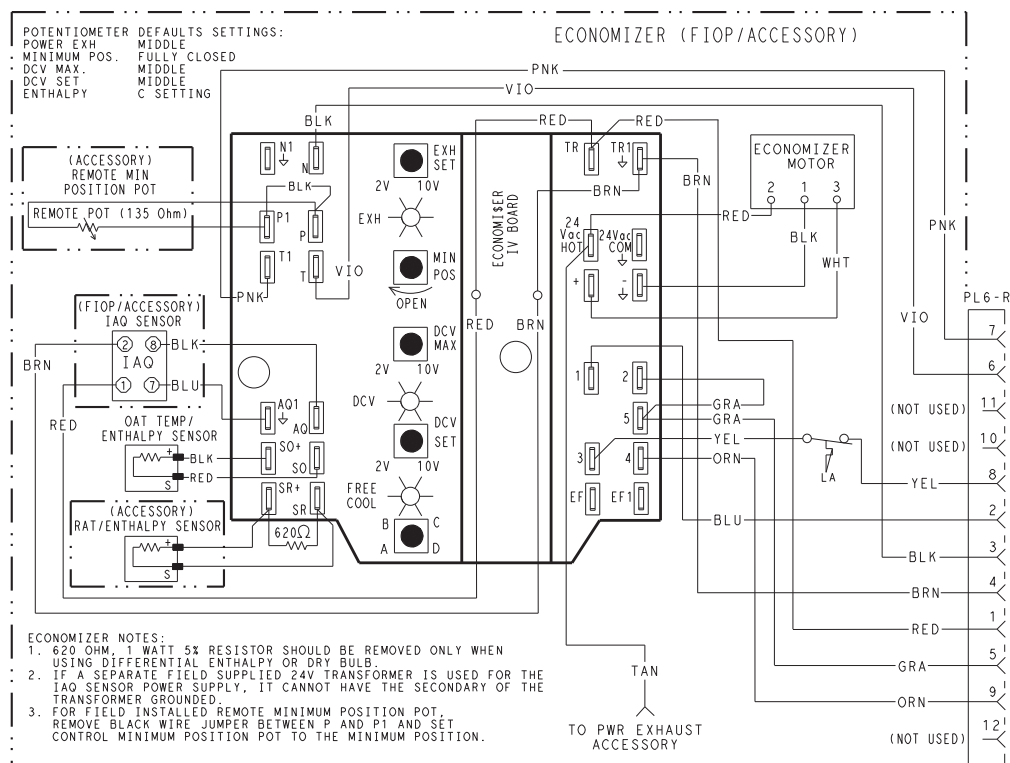 POTENTIOMETER DEFAULTS SETTINGS:
POWER EXH MIDDLE
MINIMUM POS. FULLY CLOSED
DCV MAX. MIDDLE
DCV SET MIDDLE
ENTHALPY C SETTING
ECONOMIZER (FIOP/ACCESSORY)
PNK
VIO
BLK
RED
RED
(ACCESSORY)
REMOTE MIN
POSITION POT
REMOTE POT (135 Ohm)
N1
N
BLK
P1
P
T1
T
VIO
PNK
EXH
SET
2V 10V
EXH
MIN
POS
OPEN
ECONOMI$ER
IV BOARD
TR
TR1
BRN
BRN
24
Vac
HOT
24Vac
COM
+
-
ECONOMIZER
MOTOR
2 1 3
RED
BLK
WHT
PNK
VIO
PL6-R
(FIOP/ACCESSORY)
IAQ SENSOR
2 8
BLK
IAQ
1 7
BLU
BRN
RED
RED
BRN
DCV
MAX
2V 10V
DCV
DCV
SET
2V 10V
FREE
COOL
B C
A D
AQ1
AQ
SO+
SO
SR+
SR
620Ω
OAT TEMP/
ENTHALPY SENSOR
+
BLK
S
RED
(ACCESSORY)
RAT/ENTHALPY SENSOR
+
S
1
2
5
3
4
EF
EF1
GRA
GRA
YEL
ORN
LA
BLU
7
6
(NOT USED) 11
(NOT USED) 10
YEL 8
2
BLK 3
BRN 4
RED 1
GRA 5
ORN 9
(NOT USED) 12
TAN
TO PWR EXHAUST
ACCESSORY
ECONOMIZER NOTES:
1. 620 OHM, 1 WATT 5% RESISTOR SHOULD BE REMOVED ONLY WHEN
USING DIFFERENTIAL ENTHALPY OR DRY BULB.
2. IF A SEPARATE FIELD SUPPLIED 24V TRANSFORMER IS USED FOR THE
IAQ SENSOR POWER SUPPLY, IT CANNOT HAVE THE SECONDARY OF THE
TRANSFORMER GROUNDED.
3. FOR FIELD INSTALLED REMOTE MINIMUM POSITION POT,
REMOVE BLACK WIRE JUMPER BETWEEN P AND P1 AND SET
CONTROL MINIMUM POSITION POT TO THE MINIMUM POSITION.